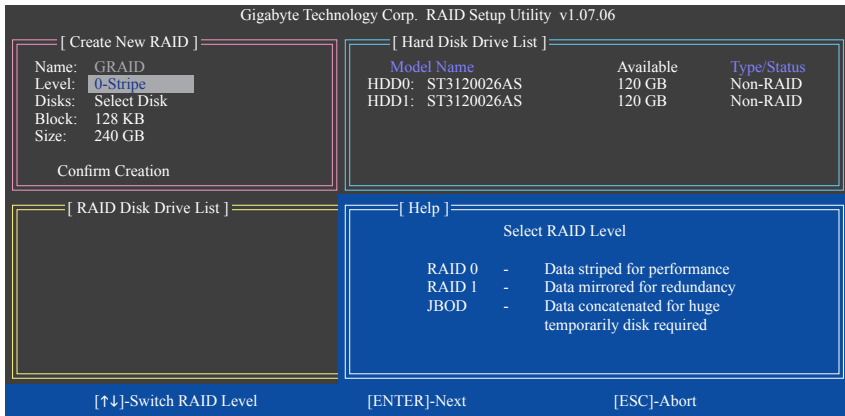 Gigabyte Technology Corp. RAID Setup Utility v1.07.06
[ Create New RAID ]
Name: GRAID
Level: 0-Stripe
Disks: Select Disk
Block: 128 KB
Size: 240 GB
Confirm Creation
[ Hard Disk Drive List ]
Model Name Available Type/Status
HDD0: ST3120026AS 120 GB Non-RAID
HDD1: ST3120026AS 120 GB Non-RAID
[ RAID Disk Drive List ]
[ Help ]
Select RAID Level
RAID 0 - Data striped for performance
RAID 1 - Data mirrored for redundancy
JBOD - Data concatenated for huge
temporarily disk required
[↑↓]-Switch RAID Level [ENTER]-Next [ESC]-Abort